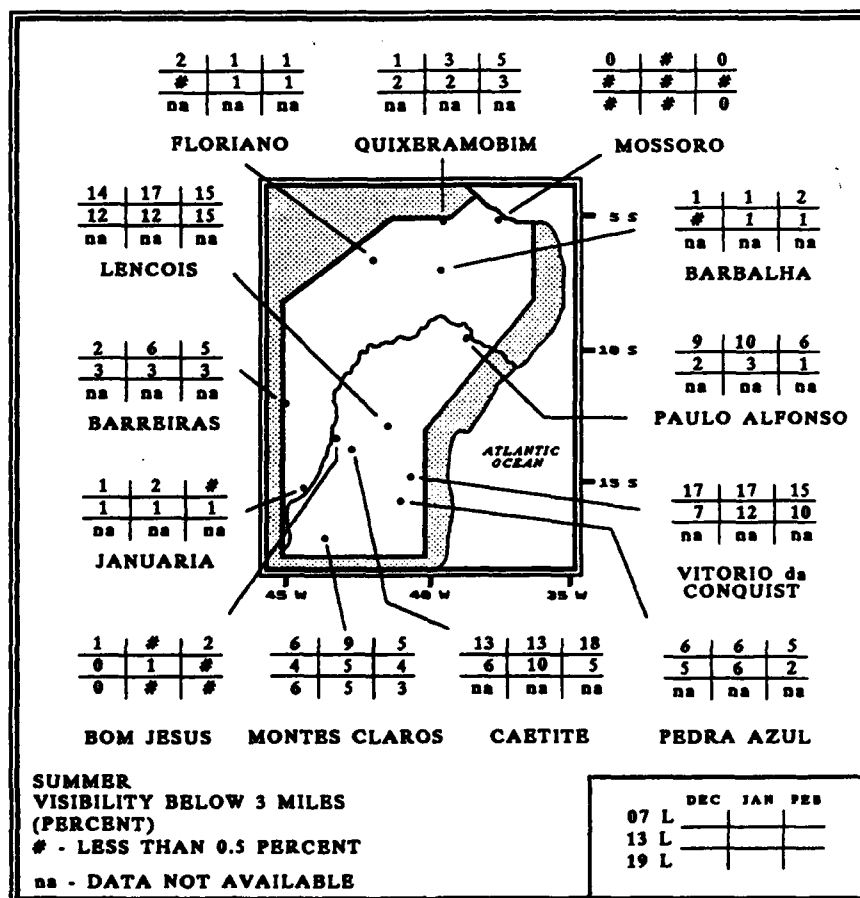 2 | 1 | 1
# | 1 | 1
na | na | na
FLORIANO
1 | 3 | 5
2 | 2 | 3
na | na | na
QUIXERAMOBIM
0 | # | 0
# | # | #
# | # | 0
MOSSORO
14 | 17 | 15
12 | 12 | 15
na | na | na
LENCOIS
1 | 1 | 2
# | 1 | 1
na | na | na
BARBALHA
2 | 6 | 5
3 | 3 | 3
na | na | na
BARREIRAS
9 | 10 | 6
2 | 3 | 1
na | na | na
PAULO ALFONSO
1 | 2 | #
1 | 1 | 1
na | na | na
JANUARIA
17 | 17 | 15
7 | 12 | 10
na | na | na
VITORIO da
CONQUIST
5 S
10 S
15 S
ATLANTIC
OCEAN
45 W
40 W
35 W
1 | # | 2
0 | 1 | #
0 | # | #
BOM JESUS
6 | 9 | 5
4 | 5 | 4
6 | 5 | 3
MONTES CLAROS
13 | 13 | 18
6 | 10 | 5
na | na | na
CAETITE
6 | 6 | 5
5 | 6 | 2
na | na | na
PEDRA AZUL
SUMMER
VISIBILITY BELOW 3 MILES
(PERCENT)
# - LESS THAN 0.5 PERCENT
na - DATA NOT AVAILABLE
DEC JAN FEB
07 L
13 L
19 L